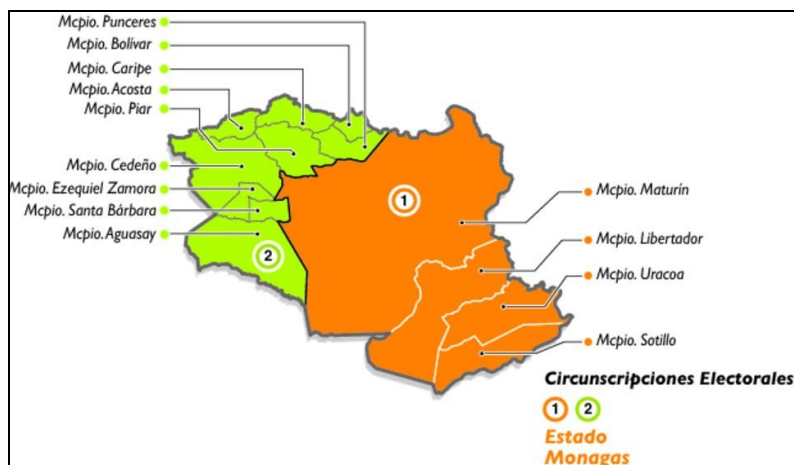 Mcpio. Punceres
Mcpio. Bolívar
Mcpio. Caripe
Mcpio. Acosta
Mcpio. Piar
Mcpio. Cedeño
Mcpio. Ezequiel Zamora
Mcpio. Santa Bárbara
Mcpio. Aguasay
1
2
Mcpio. Maturín
Mcpio. Libertador
Mcpio. Uracoa
Mcpio. Sotillo
Circunscripciones Electorales
1 2
Estado
Monagas